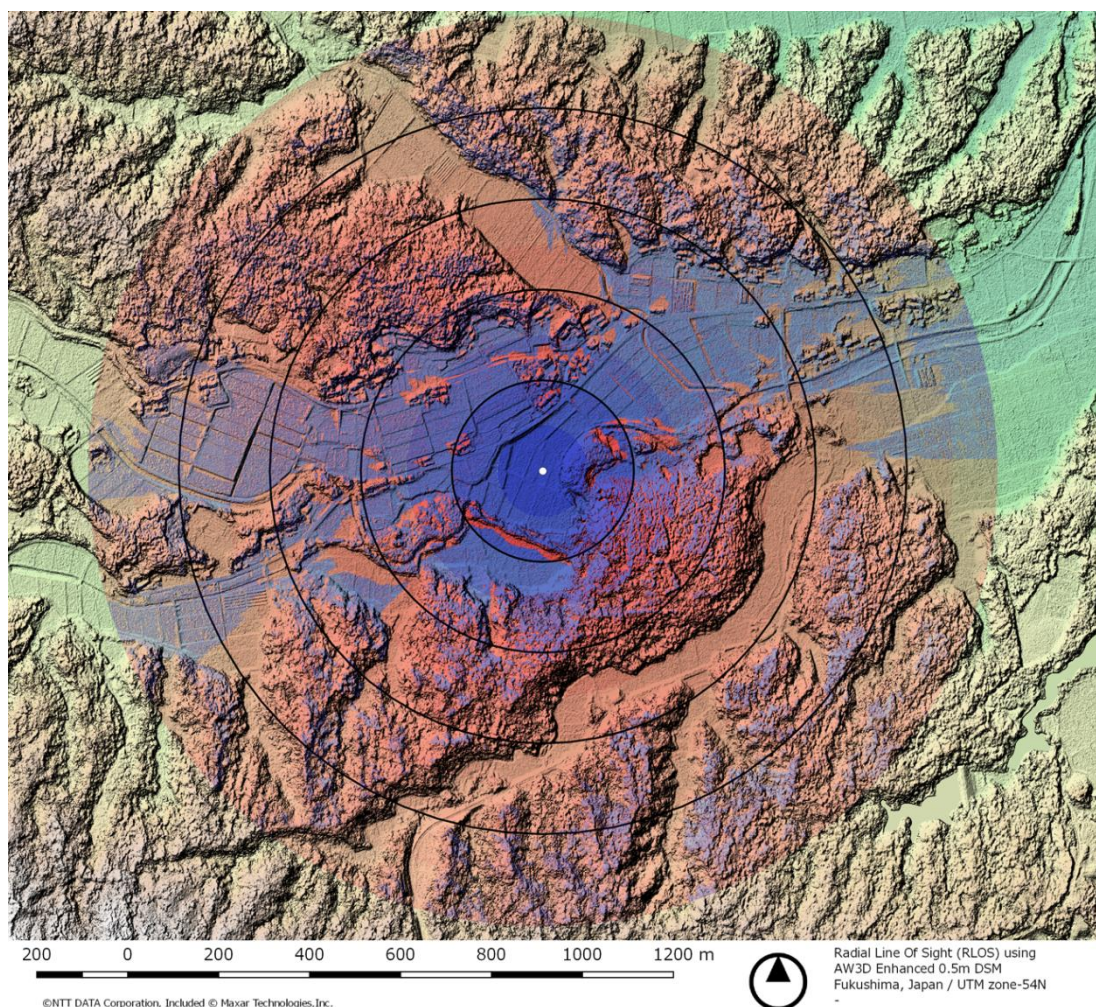 200 0 200 400 600 800 1000 1200 m
©NTT DATA Corporation, Included © Maxar Technologies,Inc.
Radial Line Of Sight (RLOS) using
AW3D Enhanced 0.5m DSM
Fukushima, Japan / UTM zone-54N
-